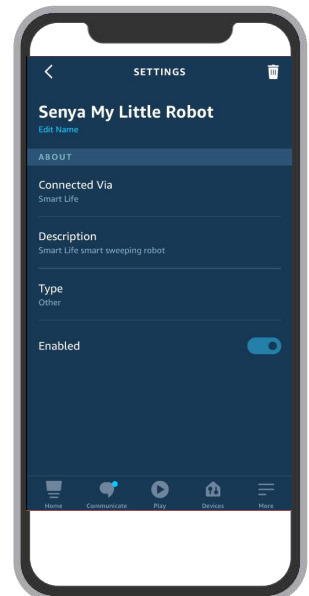 SETTINGS
Senya My Little Robot
Edit Name
ABOUT
Connected Via
Smart Life
Description
Smart Life smart sweeping robot
Type
Other
Enabled
Home Communicate Play Devices More